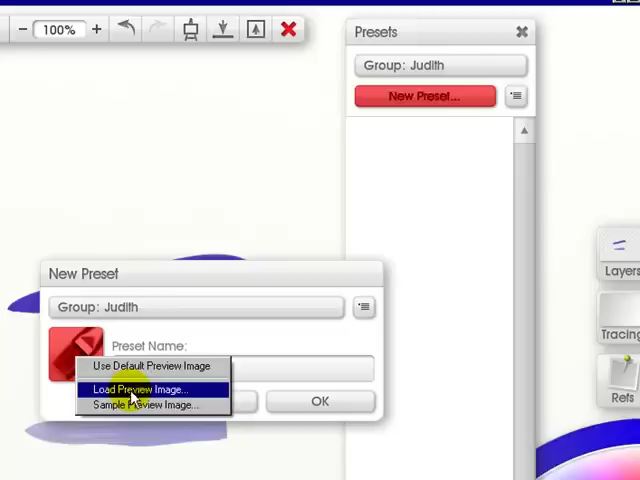 100%
Presets
Group: Judith
New Preset...
New Preset
Group: Judith
Preset Name:
Use Default Preview Image
Load Preview Image...
Sample Preview Image...
OK
Layers
Tracing
Refs